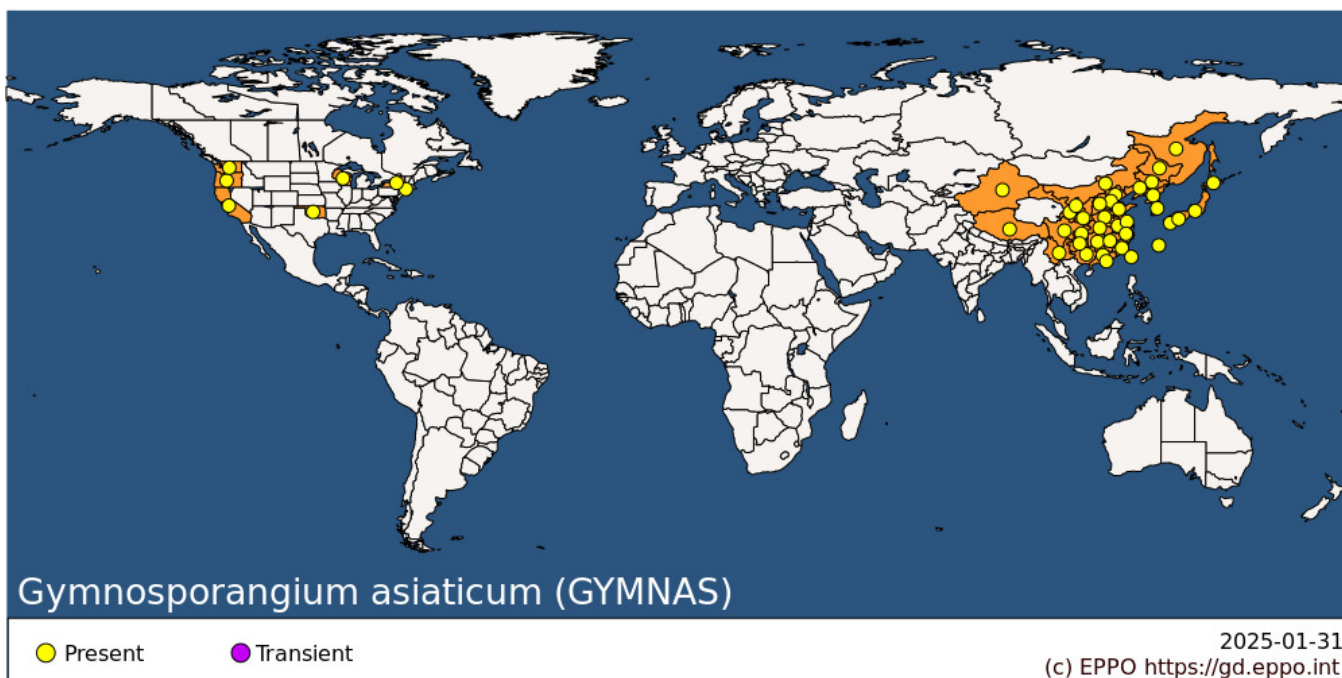 Gymnosporangium asiaticum (GYMNAS)
Present
Transient
2025-01-31
(c) EPPO https://gd.eppo.int